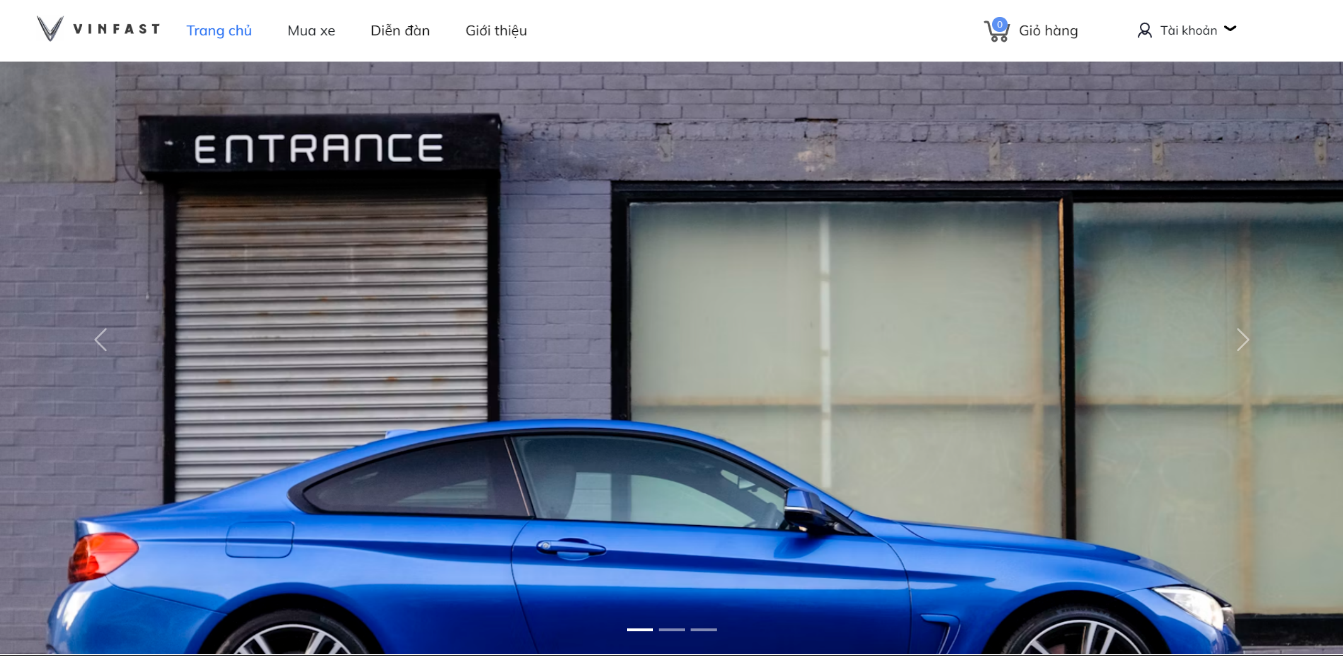 VINFAST
Trang chủ
Mua xe
Diễn đàn
Giới thiệu
0
Giỏ hàng
Tài khoản
ENTRANCE